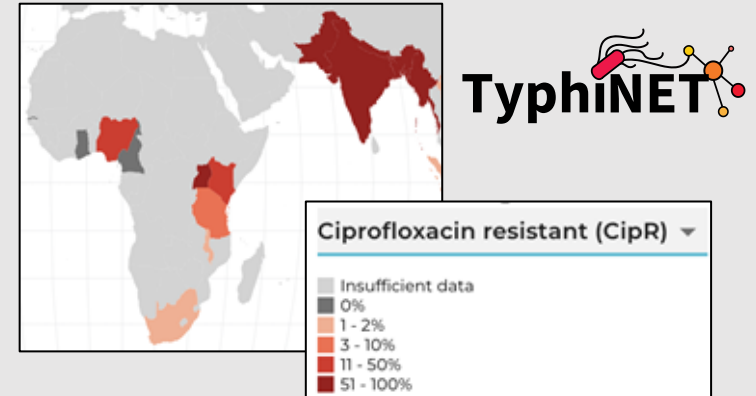 TyphiNET
Ciprofloxacin resistant (CipR)
Insufficient data
0%
1 - 2%
3 - 10%
11 - 50%
51 - 100%